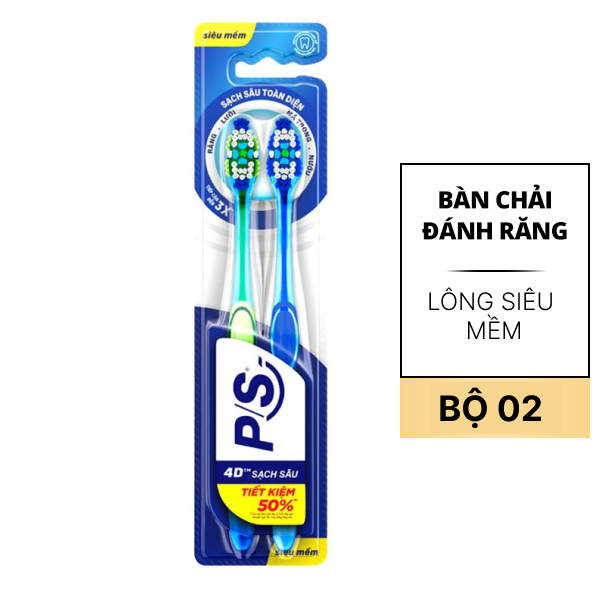 siêu mềm
SẠCH SÂU TOÀN DIỆN
RĂNG • LƯỠI
MÁ TRONG • NƯỚU
3X
P/S
4D™ SẠCH SÂU
TIẾT KIỆM
50%
siêu mềm
BÀN CHẢI
ĐÁNH RĂNG
LÔNG SIÊU
MỀM
BỘ 02